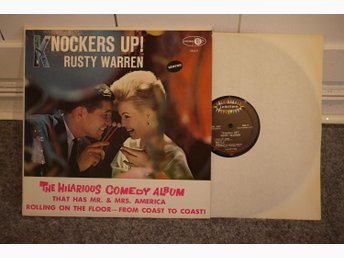 KNOCKERS UP!
RUSTY WARREN
STEREO
THE HILARIOUS COMEDY ALBUM
THAT HAS MR. & MRS. AMERICA
ROLLING ON THE FLOOR—FROM COAST TO COAST!